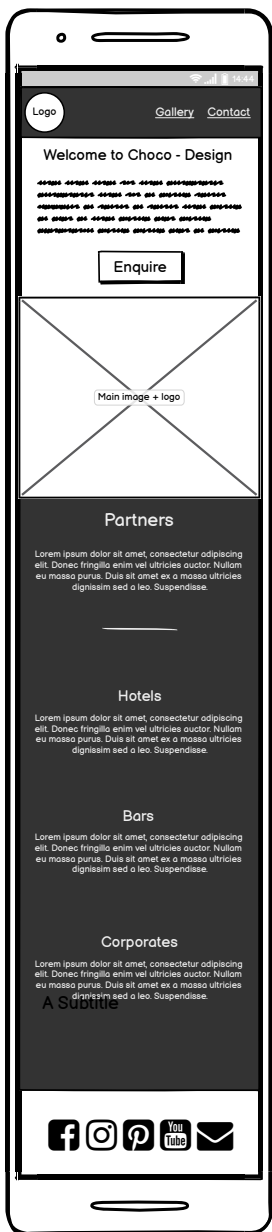 14:44
Logo
Gallery Contact
Welcome to Choco - Design
Enquire
Main image + logo
Partners
Lorem ipsum dolor sit amet, consectetur adipiscing
elit. Donec fringilla enim vel ultricies auctor. Nullam
eu massa purus. Duis sit amet ex a massa ultricies
dignissim sed a leo. Suspendisse.
Hotels
Lorem ipsum dolor sit amet, consectetur adipiscing
elit. Donec fringilla enim vel ultricies auctor. Nullam
eu massa purus. Duis sit amet ex a massa ultricies
dignissim sed a leo. Suspendisse.
Bars
Lorem ipsum dolor sit amet, consectetur adipiscing
elit. Donec fringilla enim vel ultricies auctor. Nullam
eu massa purus. Duis sit amet ex a massa ultricies
dignissim sed a leo. Suspendisse.
Corporates
Lorem ipsum dolor sit amet, consectetur adipiscing
elit. Donec fringilla enim vel ultricies auctor. Nullam
eu massa purus. Duis sit amet ex a massa ultricies
dignissim sed a leo. Suspendisse.
A Subtitle
You
Tube